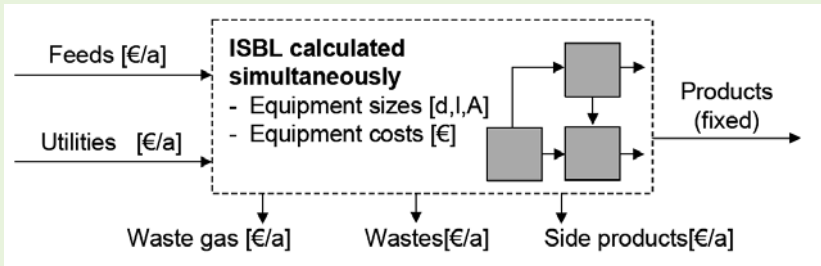 Feeds [€/a]
Utilities [€/a]
ISBL calculated
simultaneously
- Equipment sizes [d,l,A]
- Equipment costs [€]
Products
(fixed)
Waste gas [€/a]
Wastes[€/a]
Side products[€/a]